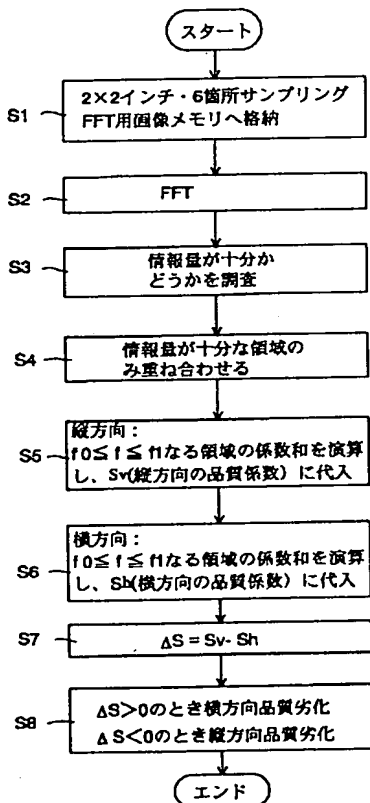 スタート
S1
2×2インチ・6箇所サンプリング
FFT用画像メモリへ格納
S2
FFT
S3
情報量が十分か
どうかを調査
S4
情報量が十分な領域の
み重ね合わせる
S5
縦方向：
f0≦f≦f1なる領域の係数和を演算
し、Sv(縦方向の品質係数）に代入
S6
横方向：
f0≦f≦f1なる領域の係数和を演算
し、Sh(横方向の品質係数）に代入
S7
ΔS=Sv-Sh
S8
ΔS>0のとき横方向品質劣化
ΔS<0のとき縦方向品質劣化
エンド